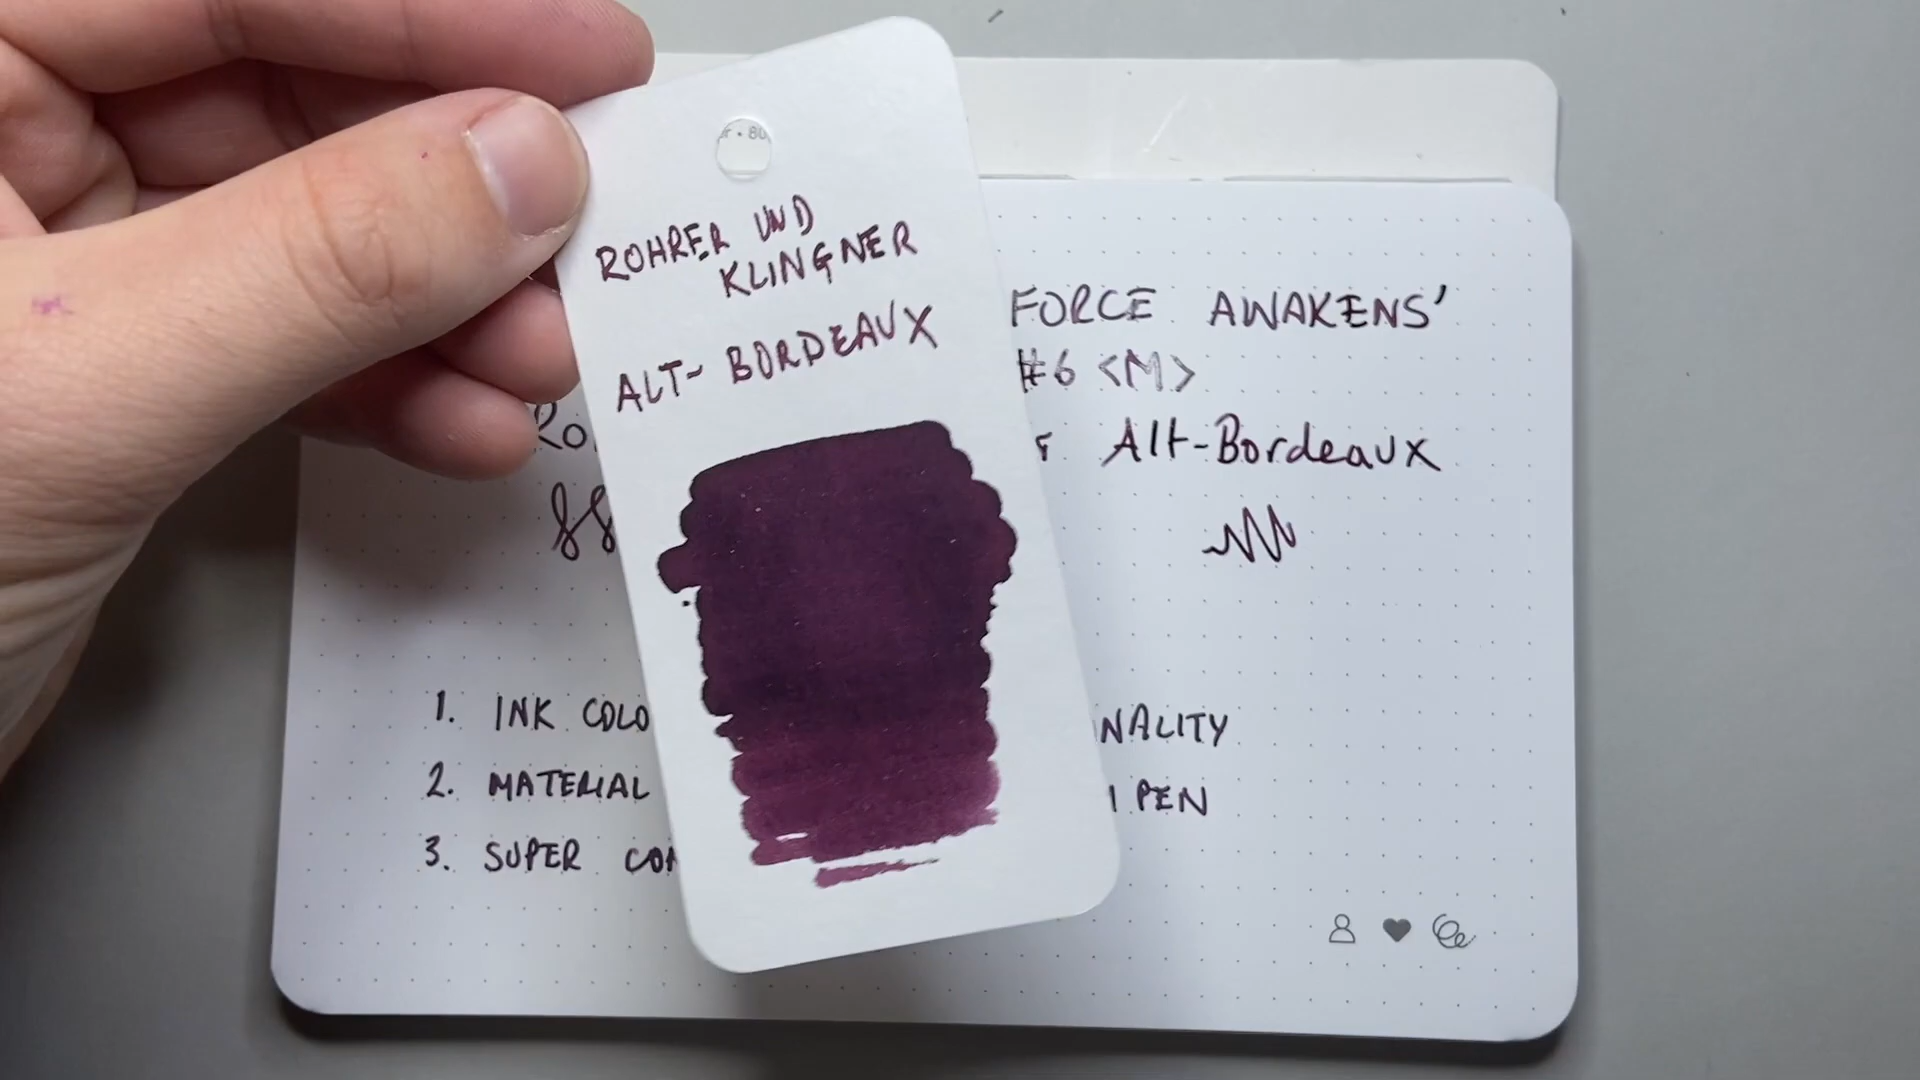 ROHRER UND
KLINGNER
ALT- BORDEAUX
FORCE AWAKENS'
#6 <M>
Alt-Bordeaux
1. INK COLO
NALITY
2. MATERIAL
PEN
3. SUPER CO